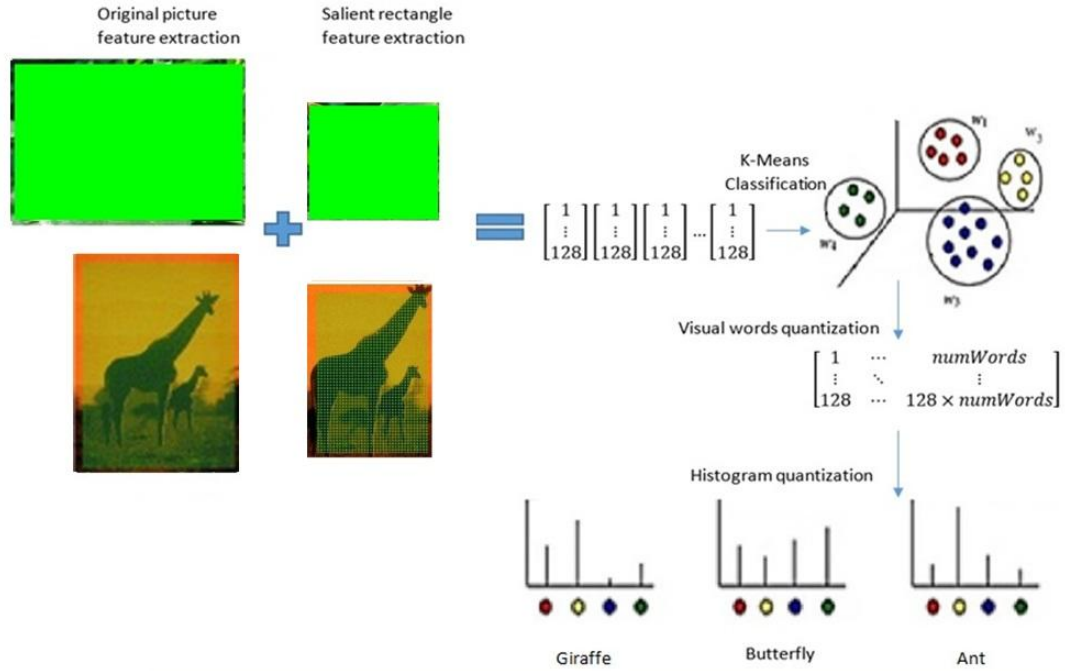 Original picture
feature extraction
Salient rectangle
feature extraction
K-Means
Classification
w1
w3
w4
w3
[1 ⋮ 128] [1 ⋮ 128] [1 ⋮ 128] ... [1 ⋮ 128]
Visual words quantization
1 ⋯ numWords
⋮ ⋱ ⋮
128 ⋯ 128 × numWords
Histogram quantization
Giraffe
Butterfly
Ant